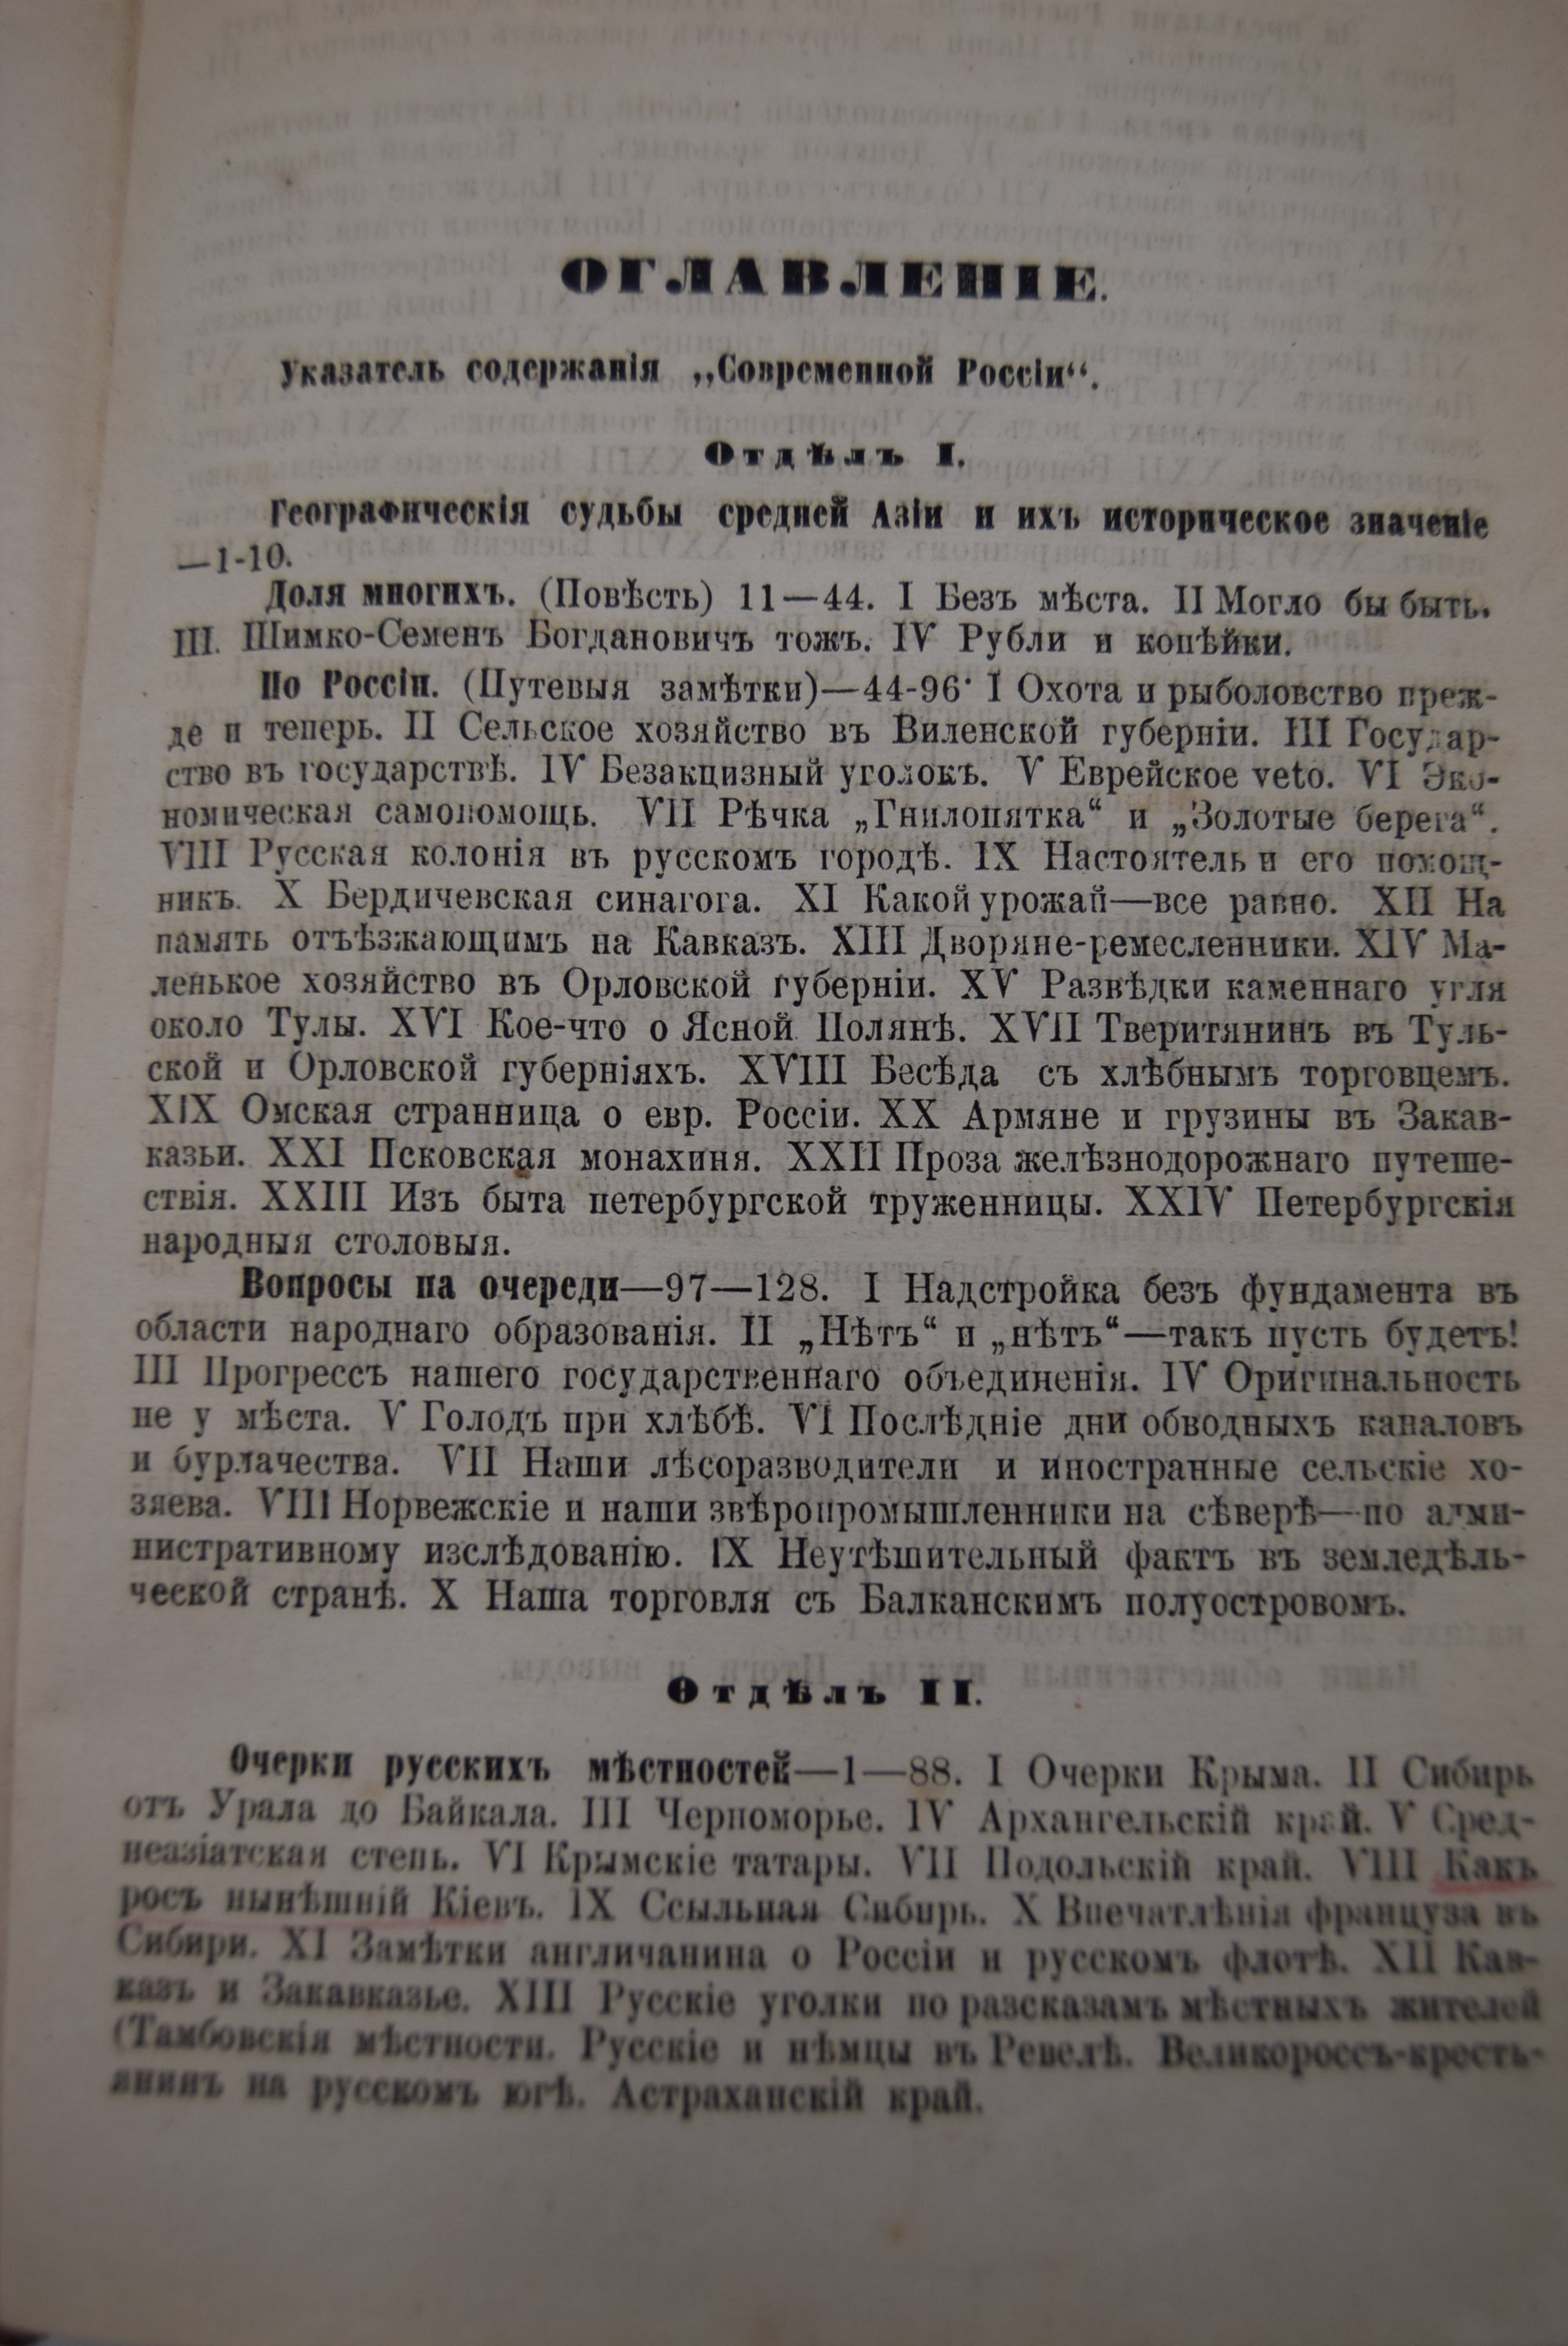 ОГЛАВЛЕНІЕ.
Указатель содержанія „Современной Россіи“.
Отдѣлъ I.
Географическія судьбы средней Азіи и ихъ историческое значеніе
—1-10.
Доля многихъ. (Повѣсть) 11—44. I Безъ мѣста. II Могло бы быть.
III. Шимко-Семенъ Богдановичъ тожъ. IV Рубли и копѣйки.
По Россіи. (Путевыя замѣтки)—44-96· I Охота и рыболовство преж-
де и теперь. II Сельское хозяйство въ Виленской губерніи. III Государ-
ство въ государствѣ. IV Безакцизный уголокъ. V Еврейское veto. VI Эко-
номическая самопомощь. VII Рѣчка „Гнилопятка“ и „Золотые берега“.
VIII Русская колонія въ русскомъ городѣ. IX Настоятель и его помощ-
никъ. X Бердичевская синагога. XI Какой урожай—все равно. XII На
память отъѣзжающимъ на Кавказъ. XIII Дворяне-ремесленники. XIV Ма-
ленькое хозяйство въ Орловской губерніи. XV Развѣдки каменнаго угля
около Тулы. XVI Кое-что о Ясной Полянѣ. XVII Тверитянинъ въ Туль-
ской и Орловской губерніяхъ. XVIII Бесѣда съ хлѣбнымъ торговцемъ.
XIX Омская странница о евр. Россіи. XX Армяне и грузины въ Закав-
казьи. XXI Псковская монахиня. XXII Проза желѣзнодорожнаго путеше-
ствія. XXIII Изъ быта петербургской труженницы. XXIV Петербургскія
народныя столовыя.
Вопросы на очереди—97—128. I Надстройка безъ фундамента въ
области народнаго образованія. II „Нѣтъ“ и „нѣтъ“—такъ пусть будетъ!
III Прогрессъ нашего государственнаго объединенія. IV Оригинальность
не у мѣста. V Голодъ при хлѣбѣ. VI Послѣдніе дни обводныхъ каналовъ
и бурлачества. VII Наши лѣсоразводители и иностранные сельскіе хо-
зяева. VIII Норвежскіе и наши звѣропромышленники на сѣверѣ—по адми-
нистративному изслѣдованію. IX Неутѣшительный фактъ въ земледѣль-
ческой странѣ. X Наша торговля съ Балканскимъ полуостровомъ.
Отдѣлъ II.
Очерки русскихъ мѣстностей—1—88. I Очерки Крыма. II Сибирь
отъ Урала до Байкала. III Черноморье. IV Архангельскій край. V Сред-
неазіатская степь. VI Крымскіе татары. VII Подольскій край. VIII Какъ
росъ нынѣшній Кіевъ. IX Ссыльная Сибирь. X Впечатлѣнія француза въ
Сибири. XI Замѣтки англичанина о Россіи и русскомъ флотѣ. XII Кав-
казъ и Закавказье. XIII Русскіе уголки по разсказамъ мѣстныхъ жителей
(Тамбовскія мѣстности. Русскіе и нѣмцы въ Ревелѣ. Великороссъ-кресть-
янинъ на русскомъ югѣ. Астраханскій край.